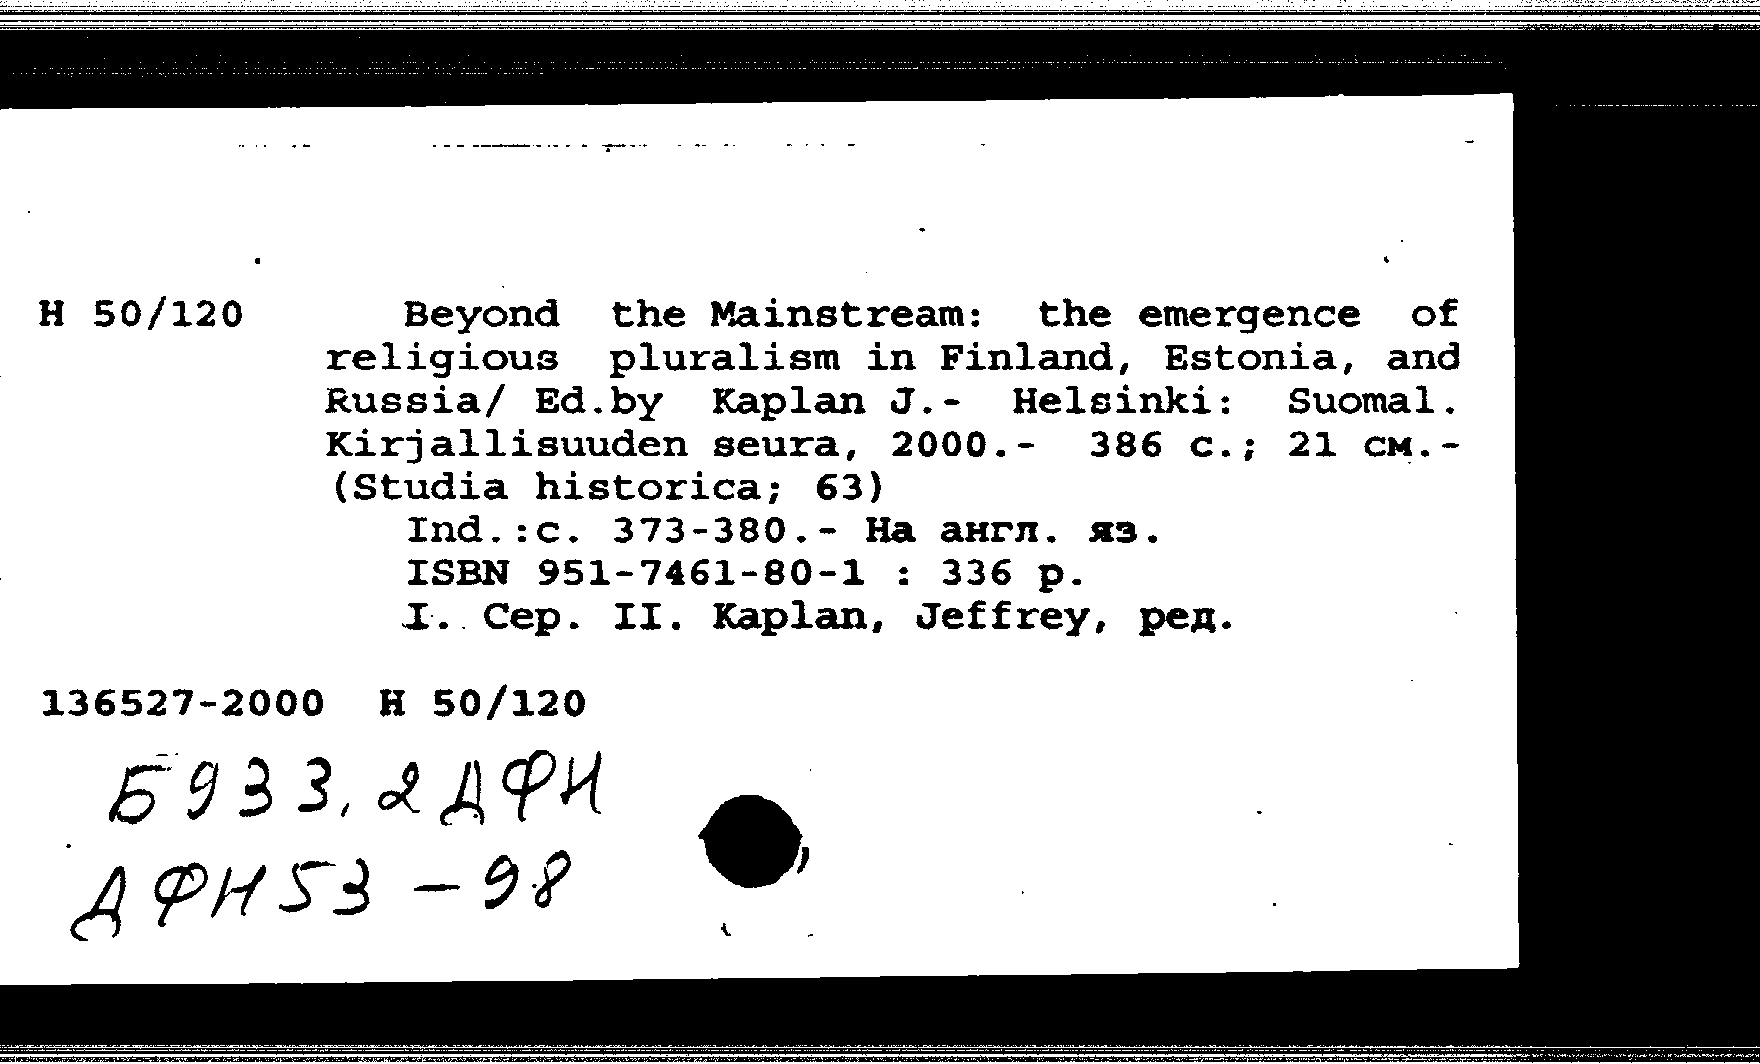 Н 50/120 Beyond the Mainstream: the emergence of
religious pluralism in Finland, Estonia, and
Russia/ Ed.by Kaplan J.- Helsinki: Suomal.
Kirjallisuuden seura, 2000.- 386 с.; 21 см.-
(Studia historica; 63)
Ind.:с. 373-380.- На англ. яз.
ISBN 951-7461-80-1 : 336 р.
I. Сер. II. Kaplan, Jeffrey, ред.
136527-2000 Н 50/120
Б933.2ДФН
ДФН53-98